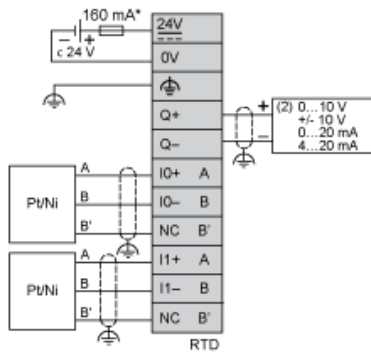 160 mA*
24V
− +
c 24 V
0V
Q+
+ (2) 0...10 V
+/- 10 V
Q−
− 0...20 mA
4...20 mA
A I0+ A
Pt/Ni B I0− B
B' NC B'
A I1+ A
Pt/Ni B I1− B
B' NC B'
RTD